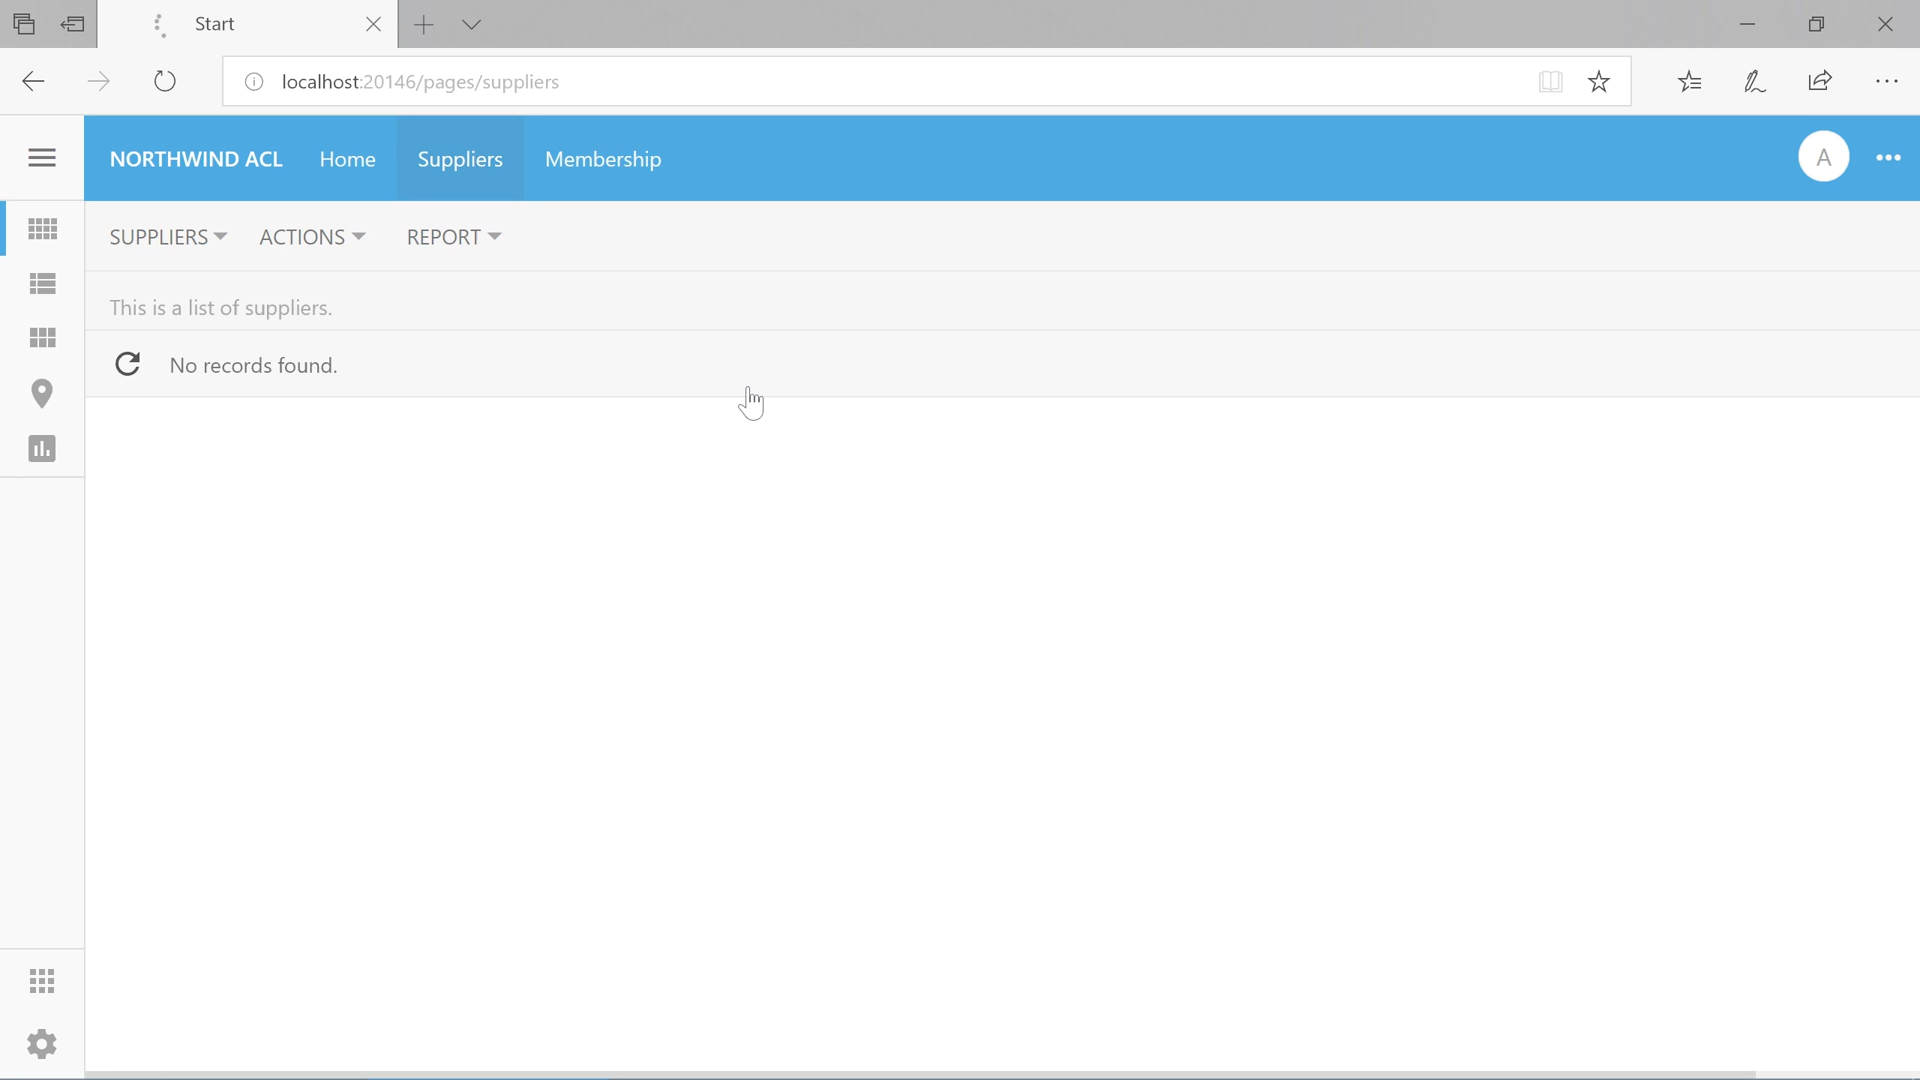 Start
localhost:20146/pages/suppliers
NORTHWIND ACL Home Suppliers Membership A
SUPPLIERS ACTIONS REPORT
This is a list of suppliers.
No records found.